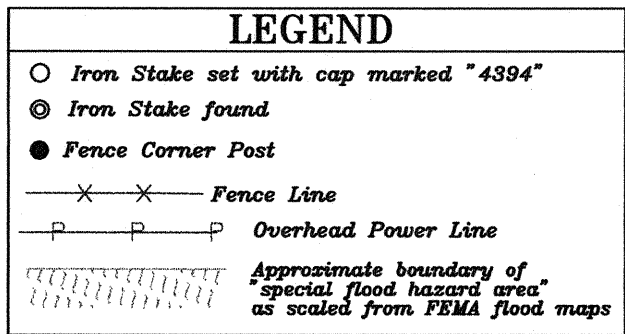 LEGEND
Iron Stake set with cap marked "4394"
Iron Stake found
Fence Corner Post
X X Fence Line
P P P Overhead Power Line
Approximate boundary of
"special flood hazard area"
as scaled from FEMA flood maps